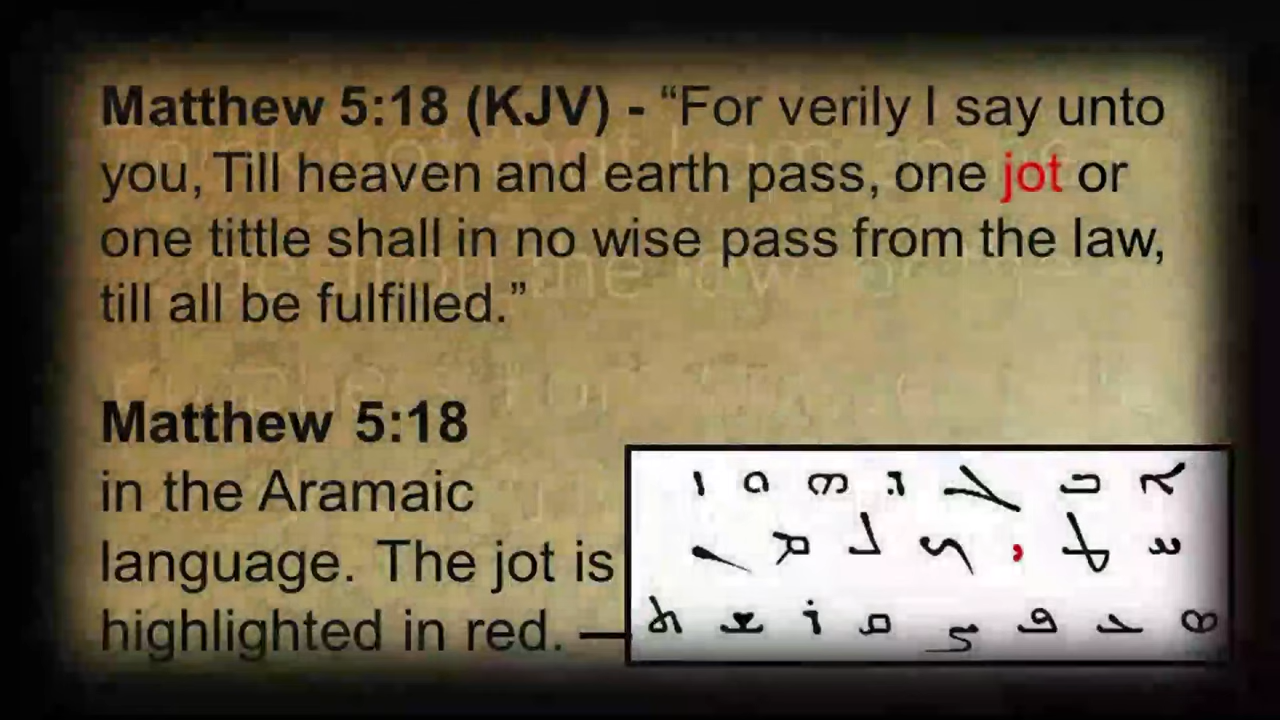 Matthew 5:18 (KJV) - “For verily I say unto
you, Till heaven and earth pass, one jot or
one tittle shall in no wise pass from the law,
till all be fulfilled.”
Matthew 5:18
in the Aramaic
language. The jot is
highlighted in red.
ܐ ܒ ܓ ܕ ܗ ܘ ܙ
ܚ ܛ ܝ ܟ ܠ ܡ ܢ
ܣ ܥ ܦ ܨ ܩ ܪ ܫ ܬ